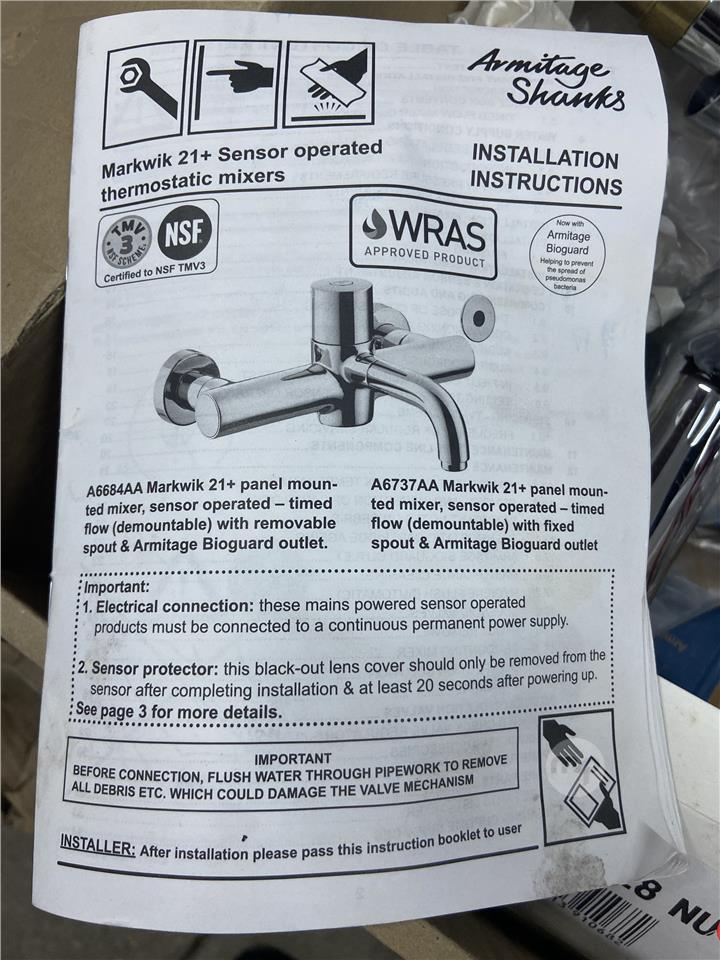 Armitage
Shanks
Markwik 21+ Sensor operated
thermostatic mixers
INSTALLATION
INSTRUCTIONS
TMV
3
NSF SCHEME
NSF
Certified to NSF TMV3
WRAS
APPROVED PRODUCT
Now with
Armitage
Bioguard
Helping to prevent
the spread of
pseudomonas
bacteria
A6684AA Markwik 21+ panel moun-
ted mixer, sensor operated – timed
flow (demountable) with removable
spout & Armitage Bioguard outlet.
A6737AA Markwik 21+ panel moun-
ted mixer, sensor operated – timed
flow (demountable) with fixed
spout & Armitage Bioguard outlet
Important:
1. Electrical connection: these mains powered sensor operated
products must be connected to a continuous permanent power supply.
2. Sensor protector: this black-out lens cover should only be removed from the
sensor after completing installation & at least 20 seconds after powering up.
See page 3 for more details.
IMPORTANT
BEFORE CONNECTION, FLUSH WATER THROUGH PIPEWORK TO REMOVE
ALL DEBRIS ETC. WHICH COULD DAMAGE THE VALVE MECHANISM
INSTALLER: After installation please pass this instruction booklet to user